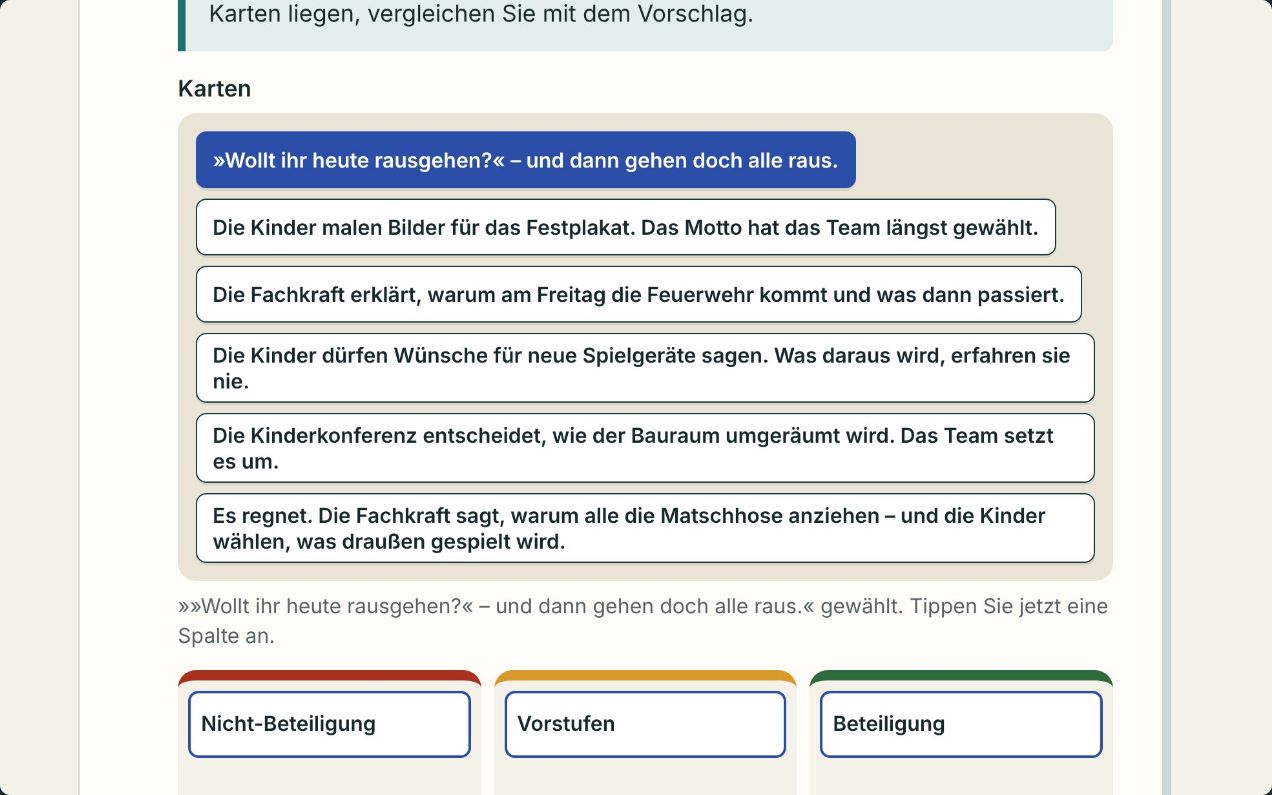 Karten liegen, vergleichen Sie mit dem Vorschlag.
Karten
»Wollt ihr heute rausgehen?« – und dann gehen doch alle raus.
Die Kinder malen Bilder für das Festplakat. Das Motto hat das Team längst gewählt.
Die Fachkraft erklärt, warum am Freitag die Feuerwehr kommt und was dann passiert.
Die Kinder dürfen Wünsche für neue Spielgeräte sagen. Was daraus wird, erfahren sie
nie.
Die Kinderkonferenz entscheidet, wie der Bauraum umgeräumt wird. Das Team setzt
es um.
Es regnet. Die Fachkraft sagt, warum alle die Matschhose anziehen – und die Kinder
wählen, was draußen gespielt wird.
»»Wollt ihr heute rausgehen?« – und dann gehen doch alle raus.« gewählt. Tippen Sie jetzt eine
Spalte an.
Nicht-Beteiligung
Vorstufen
Beteiligung